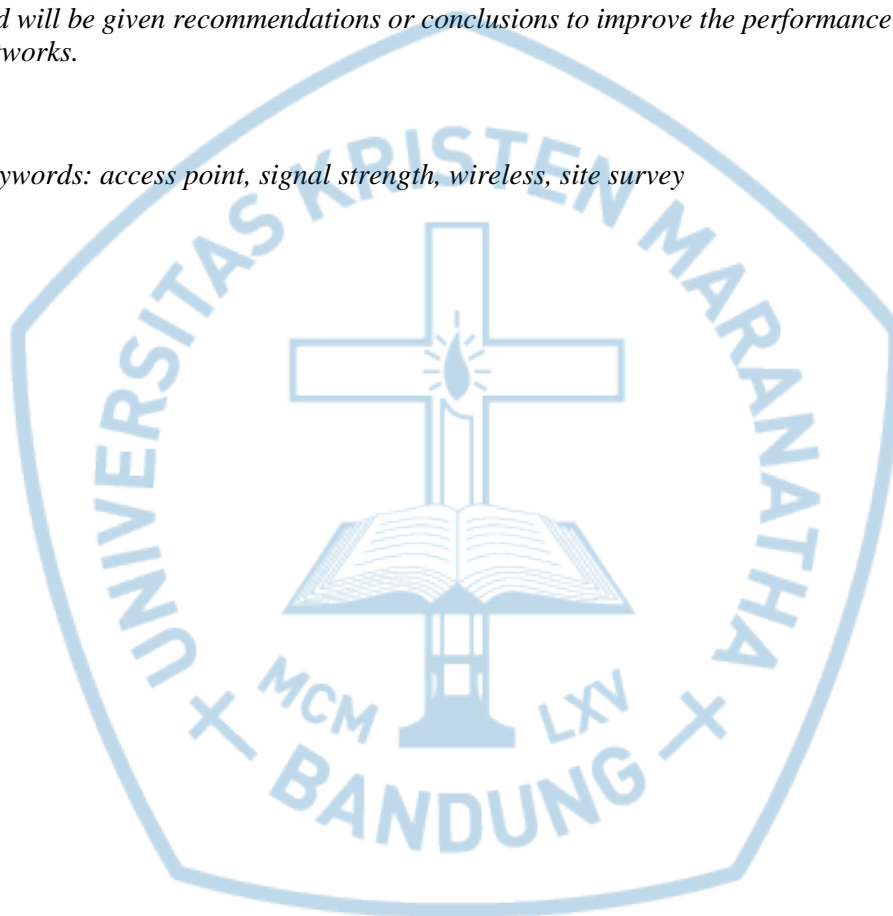 d will be given recommendations or conclusions to improve the performance
tworks.
ywords: access point, signal strength, wireless, site survey
UNIVERSITAS KRISTEN MARANATHA
MCM LXV
BANDUNG